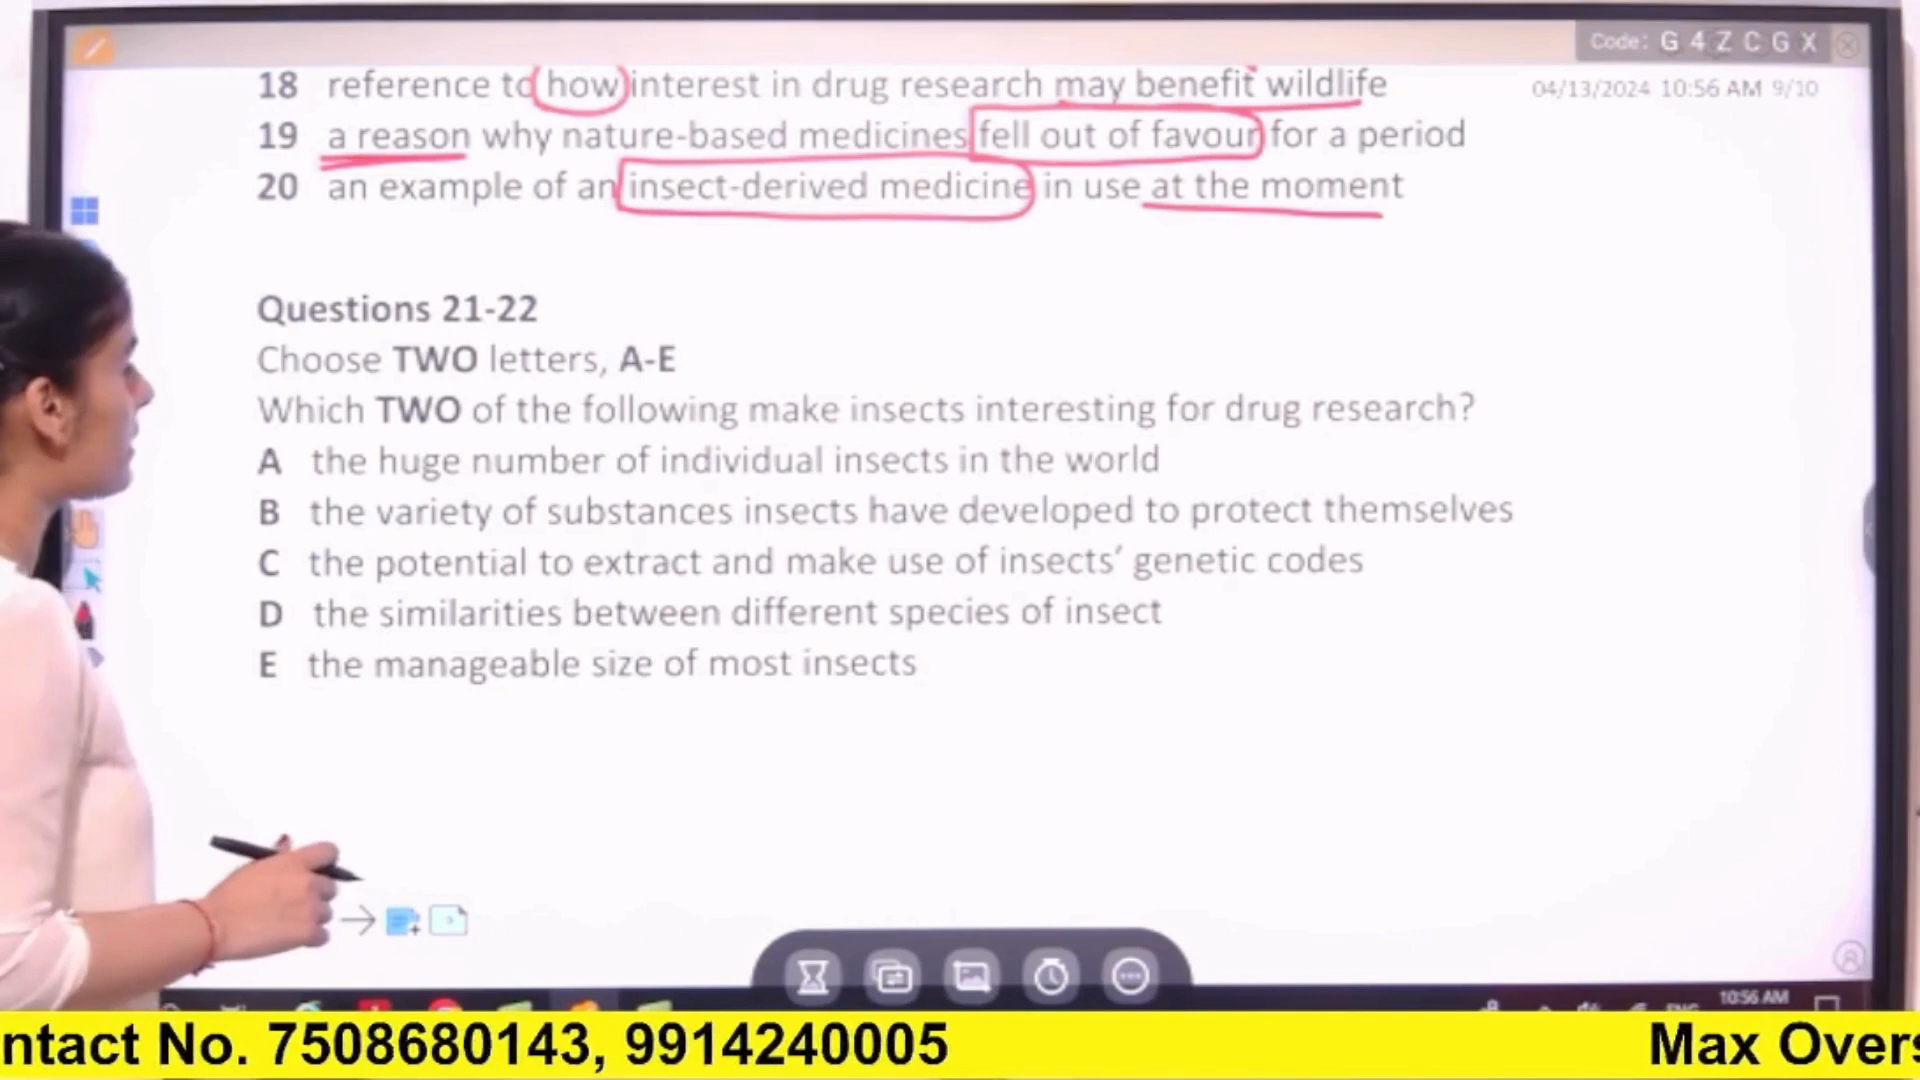 Code: G 4 Z C G X
18 reference to how interest in drug research may benefit wildlife
04/13/2024 10:56 AM 9/10
19 a reason why nature-based medicines fell out of favour for a period
20 an example of an insect-derived medicine in use at the moment
Questions 21-22
Choose TWO letters, A-E
Which TWO of the following make insects interesting for drug research?
A the huge number of individual insects in the world
B the variety of substances insects have developed to protect themselves
C the potential to extract and make use of insects' genetic codes
D the similarities between different species of insect
E the manageable size of most insects
ENG 10:56 AM
ntact No. 7508680143, 9914240005 Max Overs